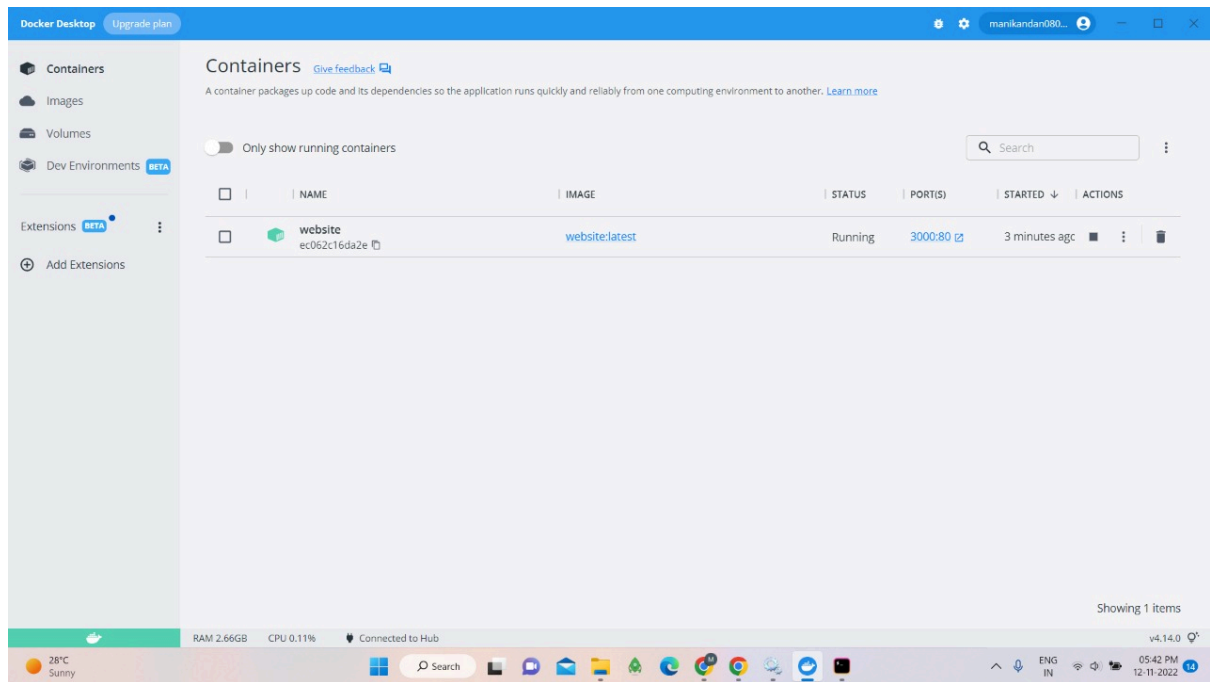 Docker Desktop Upgrade plan manikandan080...
Containers
Images
Volumes
Dev Environments BETA
Extensions BETA
Add Extensions
Containers Give feedback
A container packages up code and its dependencies so the application runs quickly and reliably from one computing environment to another. Learn more
Only show running containers Search
NAME IMAGE STATUS PORT(S) STARTED ACTIONS
website
ec062c16da2e website:latest Running 3000:80 3 minutes agc
Showing 1 items
RAM 2.66GB CPU 0.11% Connected to Hub v4.14.0
28°C
Sunny
Search
ENG
IN
05:42 PM
12-11-2022
14